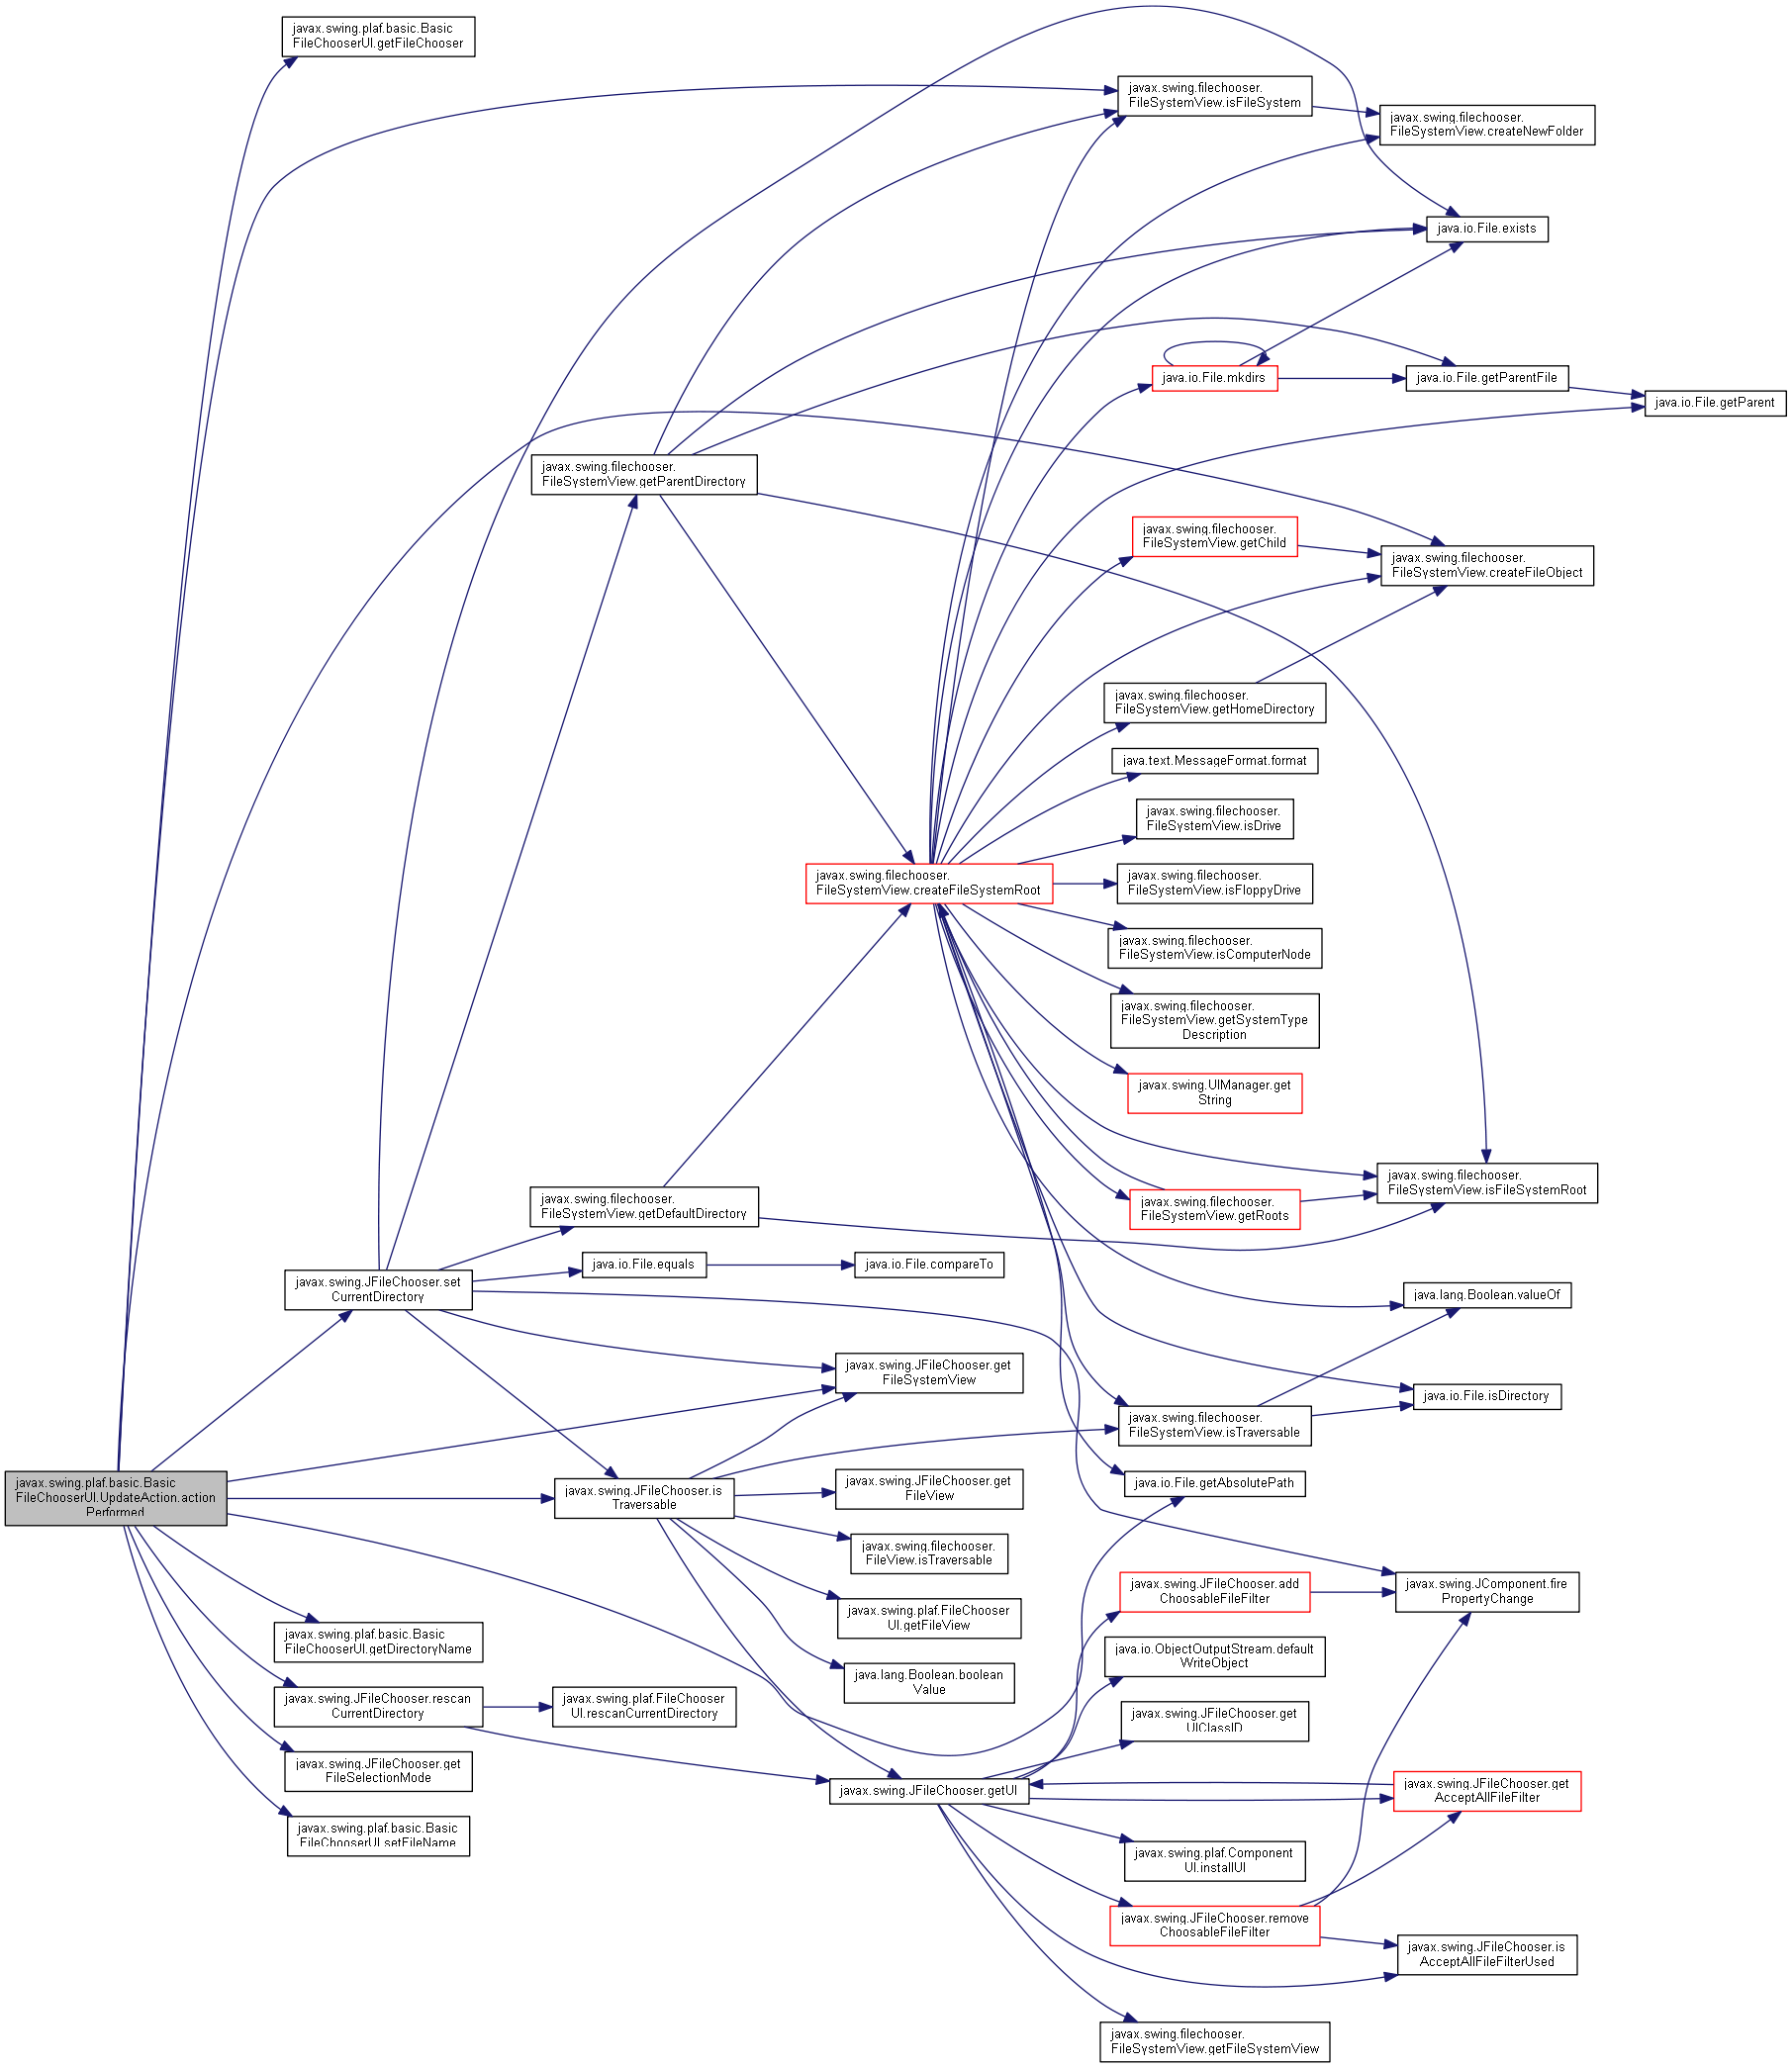 javax.swing.plaf.basic.Basic
FileChooserUI.getFileChooser
javax.swing.filechooser.
FileSystemView.isFileSystem
javax.swing.filechooser.
FileSystemView.createNewFolder
java.io.File.exists
java.io.File.mkdirs
java.io.File.getParentFile
java.io.File.getParent
javax.swing.filechooser.
FileSystemView.getParentDirectory
javax.swing.filechooser.
FileSystemView.getChild
javax.swing.filechooser.
FileSystemView.createFileObject
javax.swing.filechooser.
FileSystemView.getHomeDirectory
java.text.MessageFormat.format
javax.swing.filechooser.
FileSystemView.isDrive
javax.swing.filechooser.
FileSystemView.createFileSystemRoot
javax.swing.filechooser.
FileSystemView.isFloppyDrive
javax.swing.filechooser.
FileSystemView.isComputerNode
javax.swing.filechooser.
FileSystemView.getSystemType
Description
javax.swing.UIManager.get
String
javax.swing.filechooser.
FileSystemView.isFileSystemRoot
javax.swing.filechooser.
FileSystemView.getRoots
javax.swing.filechooser.
FileSystemView.getDefaultDirectory
java.io.File.equals
java.io.File.compareTo
javax.swing.JFileChooser.set
CurrentDirectory
java.lang.Boolean.valueOf
javax.swing.JFileChooser.get
FileSystemView
java.io.File.isDirectory
javax.swing.filechooser.
FileSystemView.isTraversable
java.io.File.getAbsolutePath
javax.swing.plaf.basic.Basic
FileChooserUI.UpdateAction.action
Performed
javax.swing.JFileChooser.is
Traversable
javax.swing.JFileChooser.get
FileView
javax.swing.filechooser.
FileView.isTraversable
javax.swing.JFileChooser.add
ChoosableFileFilter
javax.swing.JComponent.fire
PropertyChange
javax.swing.plaf.FileChooser
UI.getFileView
javax.swing.plaf.basic.Basic
FileChooserUI.getDirectoryName
java.io.ObjectOutputStream.default
WriteObject
java.lang.Boolean.boolean
Value
javax.swing.JFileChooser.rescan
CurrentDirectory
javax.swing.plaf.FileChooser
UI.rescanCurrentDirectory
javax.swing.JFileChooser.get
UIClassID
javax.swing.JFileChooser.get
FileSelectionMode
javax.swing.JFileChooser.getUI
javax.swing.JFileChooser.get
AcceptAllFileFilter
javax.swing.plaf.basic.Basic
FileChooserUI.setFileName
javax.swing.plaf.Component
UI.installUI
javax.swing.JFileChooser.remove
ChoosableFileFilter
javax.swing.JFileChooser.is
AcceptAllFileFilterUsed
javax.swing.filechooser.
FileSystemView.getFileSystemView